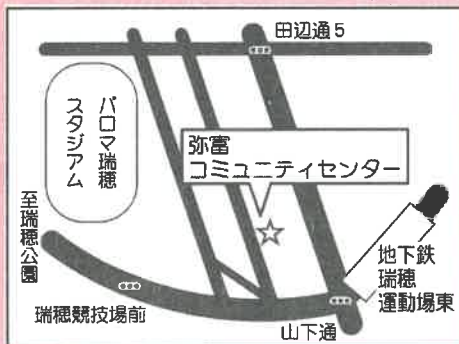 田辺通5
パロマ瑞穂
スタジアム
弥富
コミュニティセンター
至瑞穂公園
地下鉄
瑞穂
運動場東
瑞穂競技場前
山下通